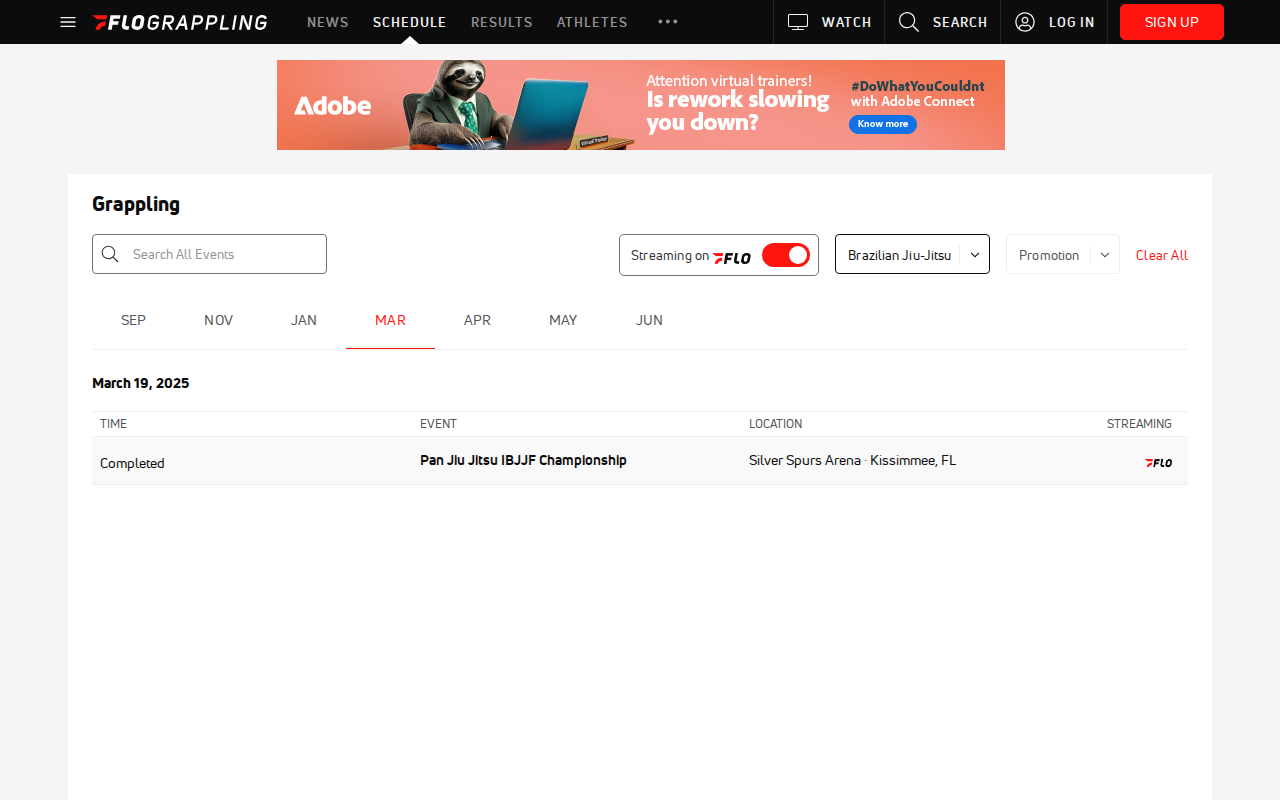 FLOGRAPPLING NEWS SCHEDULE RESULTS ATHLETES ••• WATCH SEARCH LOG IN SIGN UP
Adobe
Attention virtual trainers!
Is rework slowing
you down?
Virtual Trainer
#DoWhatYouCouldnt
with Adobe Connect
Know more
Grappling
Search All Events
Streaming on FLO
Brazilian Jiu-Jitsu
Promotion
Clear All
SEP NOV JAN MAR APR MAY JUN
March 19, 2025
TIME EVENT LOCATION STREAMING
Completed Pan Jiu Jitsu IBJJF Championship Silver Spurs Arena · Kissimmee, FL FLO